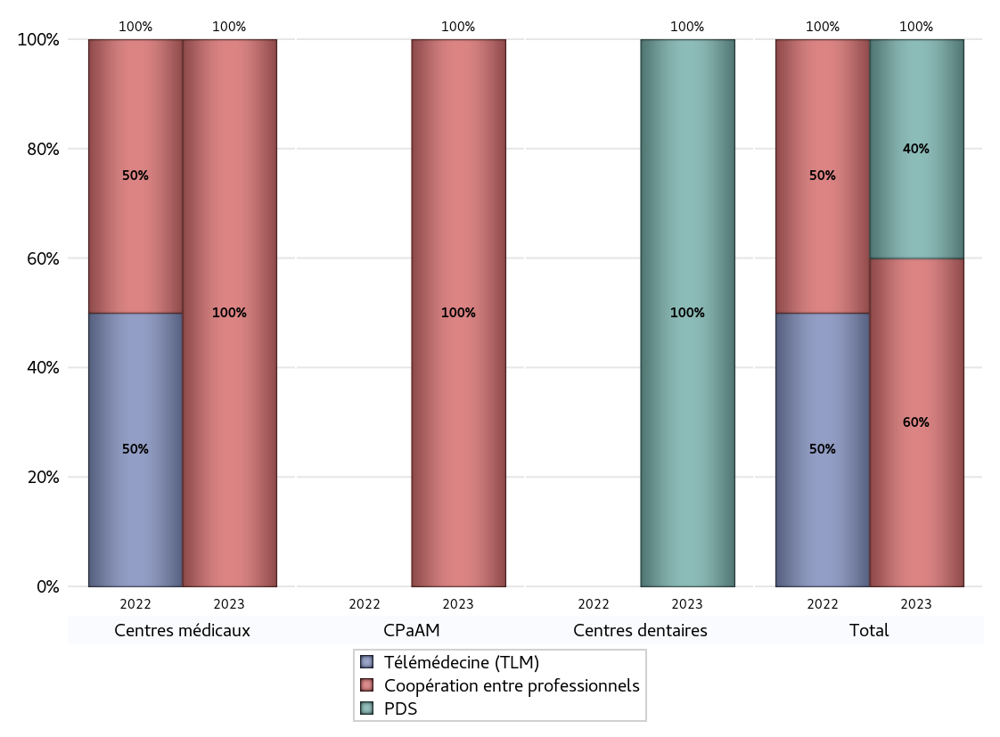 100% 100% 100% 100% 100% 100%
100%
80%
60%
40%
20%
0%
50%
50%
100%
100%
100%
50%
50%
40%
60%
2022 2023 2022 2023 2022 2023 2022 2023
Centres médicaux CPaAM Centres dentaires Total
Télémédecine (TLM)
Coopération entre professionnels
PDS